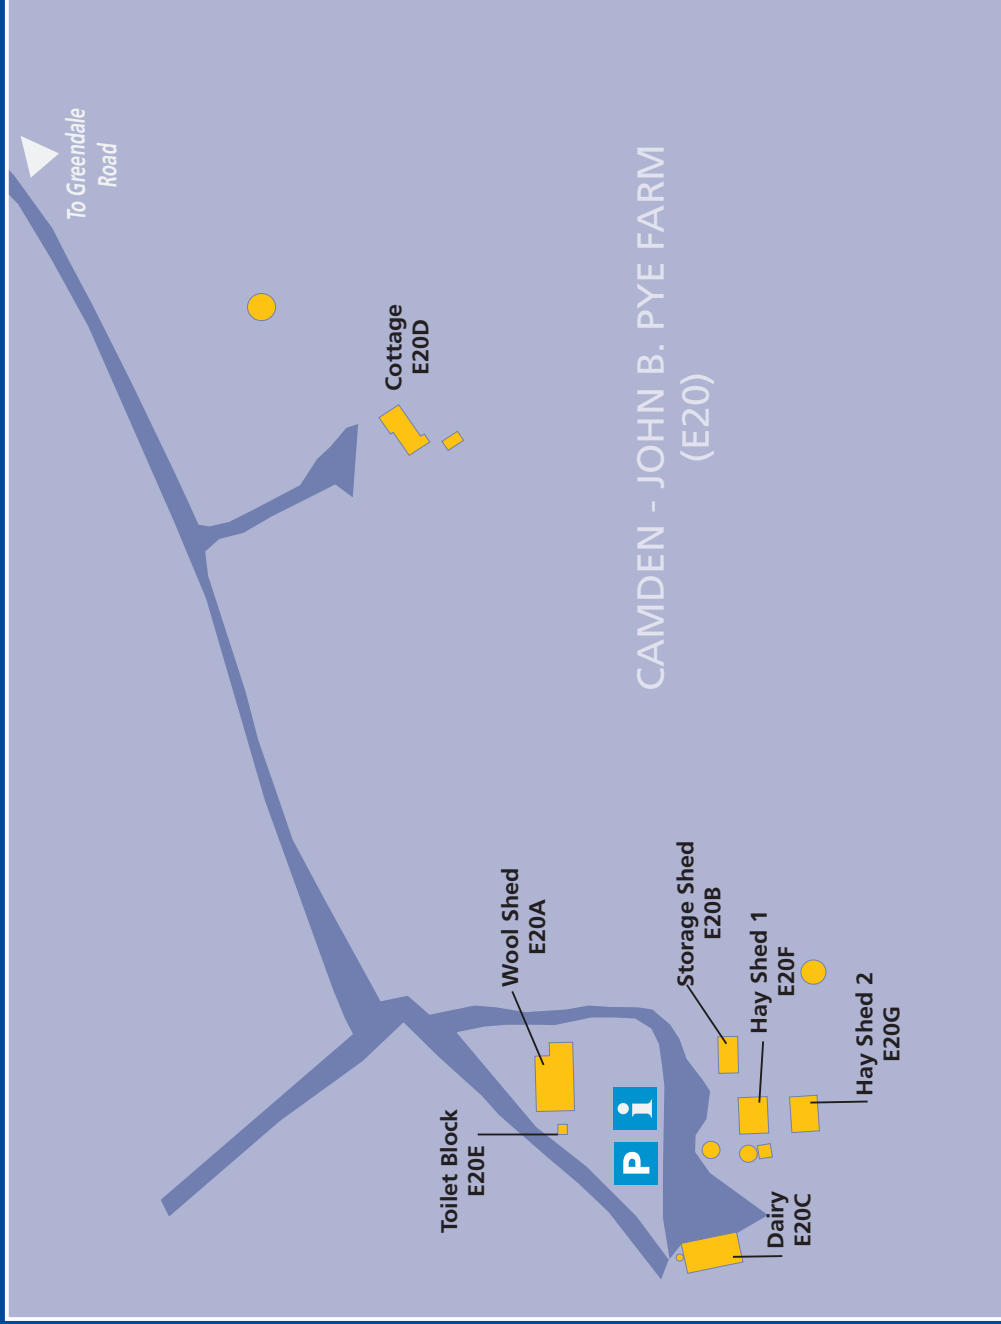 To Greendale
Road
Cottage
E20D
CAMDEN - JOHN B. PYE FARM
(E20)
Wool Shed
E20A
Toilet Block
E20E
P
i
Storage Shed
E20B
Hay Shed 1
E20F
Hay Shed 2
E20G
Dairy
E20C